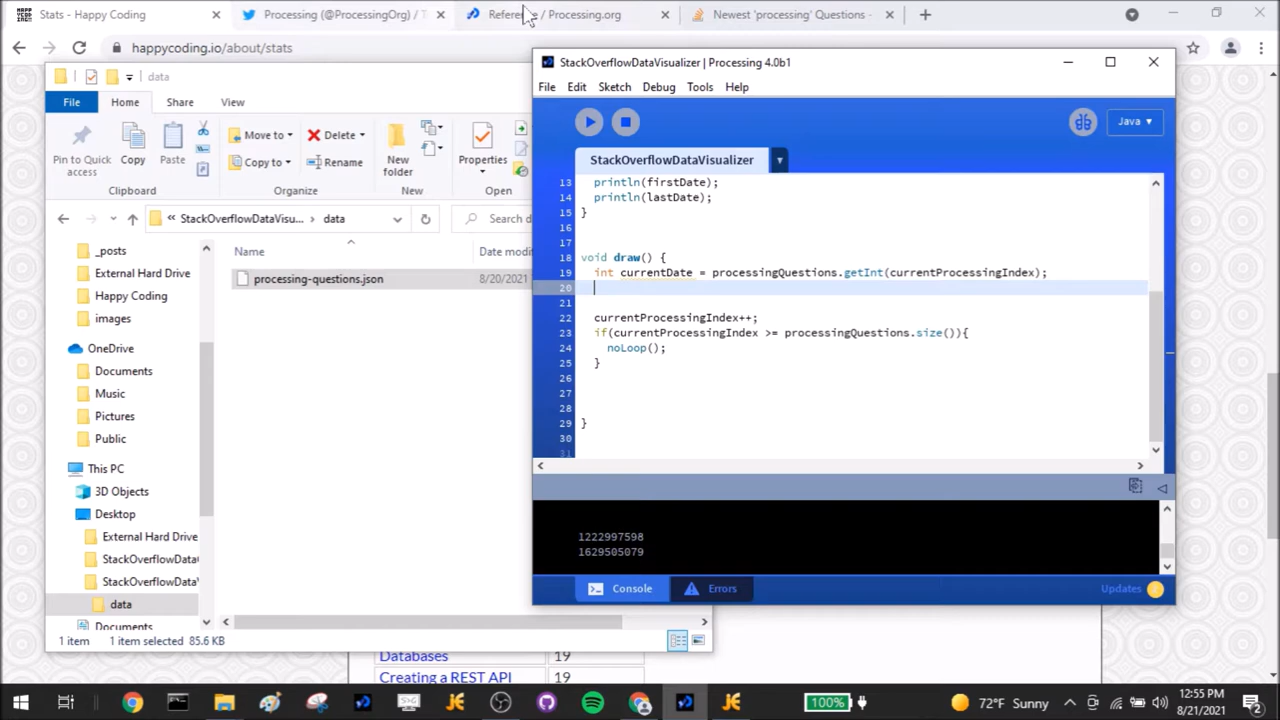 Stats - Happy Coding
Processing (@ProcessingOrg) / T
Reference / Processing.org
Newest 'processing' Questions -
happycoding.io/about/stats
data
File
Home
Share
View
Pin to Quick access
Copy
Paste
Move to
Copy to
Delete
Rename
New folder
Properties
Clipboard
Organize
New
Open
« StackOverflowDataVisu...
data
Search d
Name
Date modi
processing-questions.json
8/20/2021
_posts
External Hard Drive
Happy Coding
images
OneDrive
Documents
Music
Pictures
Public
This PC
3D Objects
Desktop
External Hard Drive
StackOverflowData
StackOverflowData
data
Documents
1 item
1 item selected 85.6 KB
StackOverflowDataVisualizer | Processing 4.0b1
File Edit Sketch Debug Tools Help
Java
StackOverflowDataVisualizer
13 println(firstDate);
14 println(lastDate);
15 }
16
17
18 void draw() {
19 int currentDate = processingQuestions.getInt(currentProcessingIndex);
20
21
22 currentProcessingIndex++;
23 if(currentProcessingIndex >= processingQuestions.size()){
24 noLoop();
25 }
26
27
28
29 }
30
31
1222997598
1629505079
Console
Errors
Updates
Databases 19
Creating a REST API 19
100%
72°F Sunny
12:55 PM
8/21/2021
2